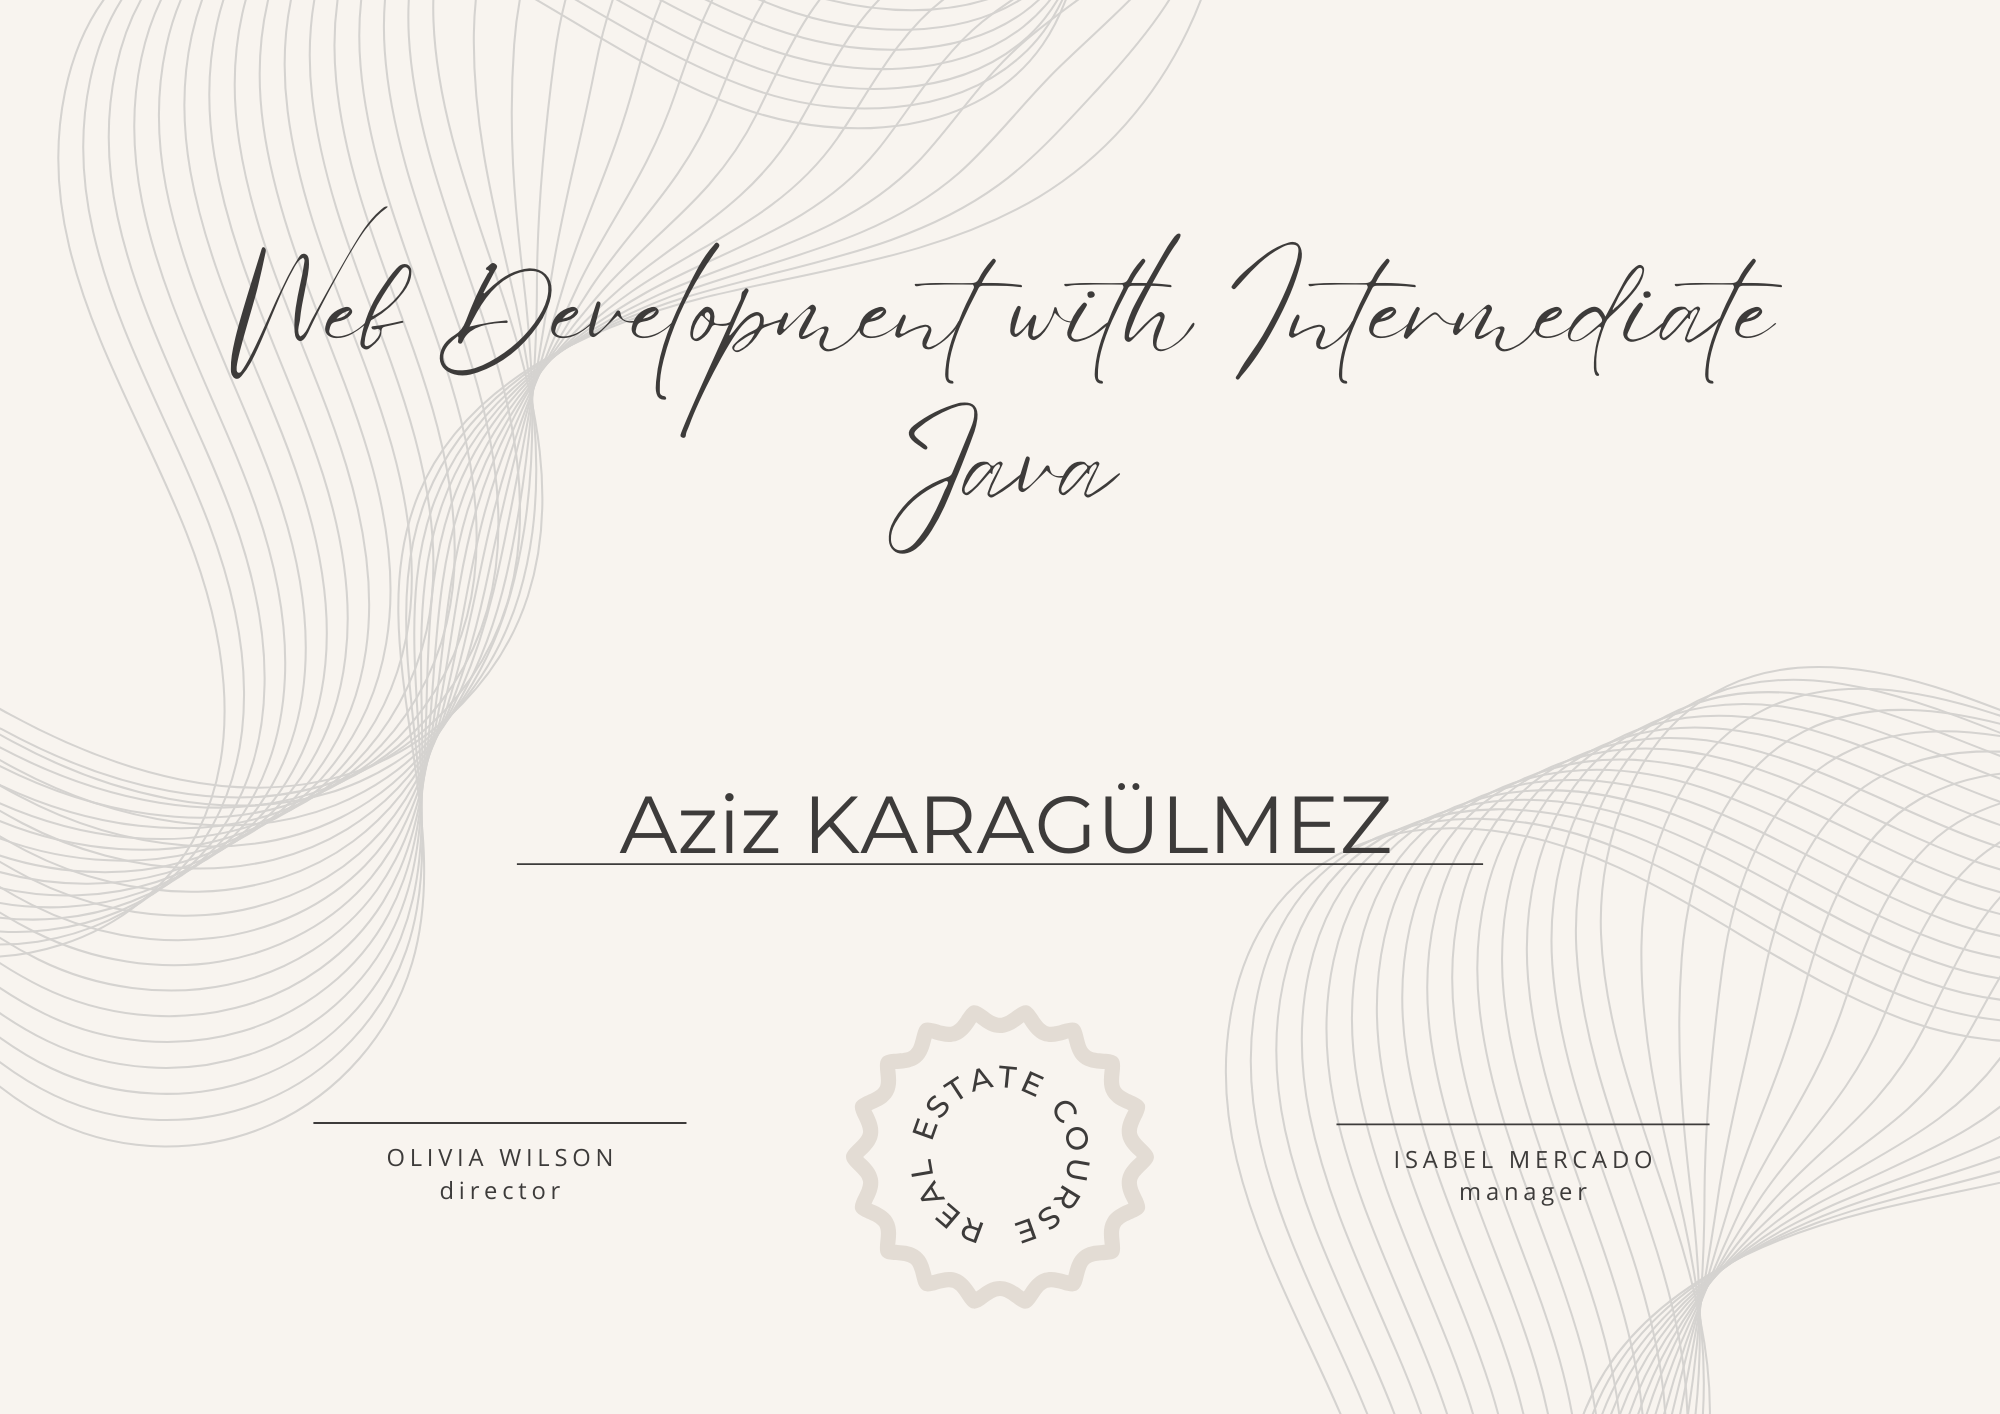 Web Development with Intermediate
Java
Aziz KARAGÜLMEZ
REAL ESTATE COURSE
OLIVIA WILSON
director
ISABEL MERCADO
manager